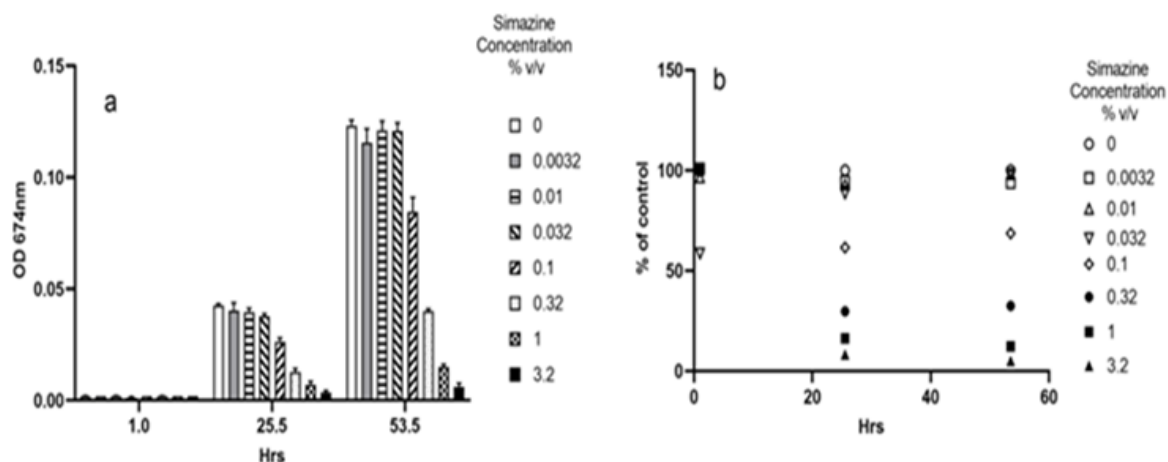 Simazine
Concentration
% v/v
0.15
a
0
0.0032
0.10
0.01
OD 674nm
0.032
0.1
0.05
0.32
1
3.2
0.00
1.0
25.5
53.5
Hrs
150
b
Simazine
Concentration
% v/v
0
100
0.0032
0.01
% of control
0.032
0.1
50
0.32
1
3.2
0
0
20
40
60
Hrs